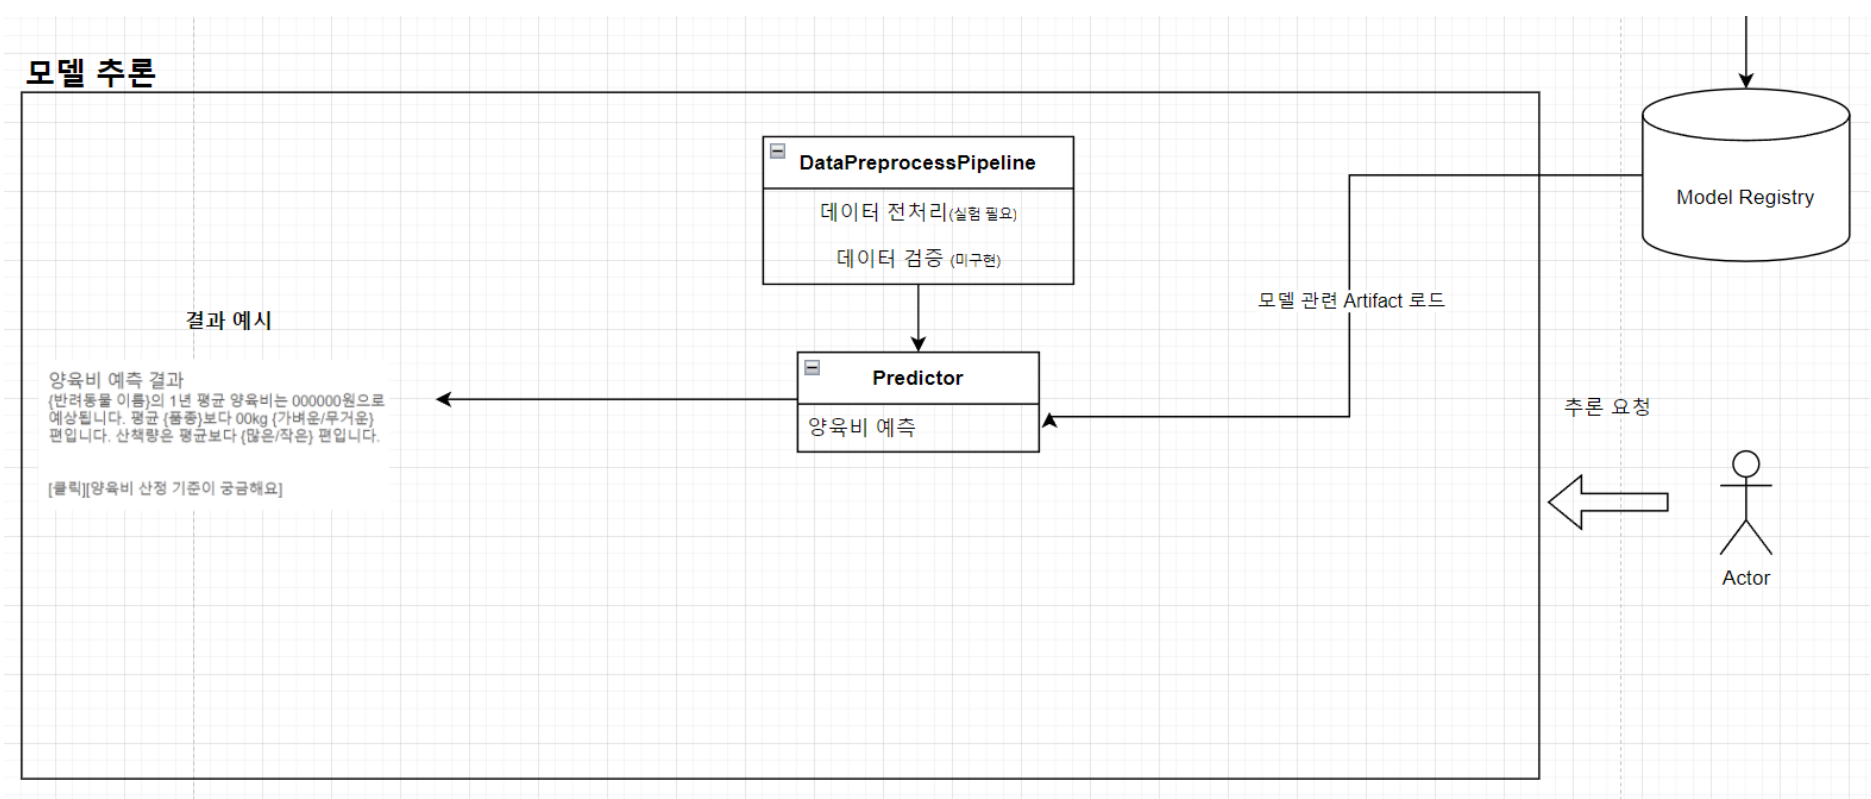 모델 추론
DataPreprocessPipeline
데이터 전처리(실험 필요)
데이터 검증 (미구현)
Model Registry
모델 관련 Artifact 로드
결과 예시
양육비 예측 결과
{반려동물 이름}의 1년 평균 양육비는 000000원으로
예상됩니다. 평균 {품종}보다 00kg {가벼운/무거운}
편입니다. 산책량은 평균보다 {많은/작은} 편입니다.
[클릭][양육비 산정 기준이 궁금해요]
Predictor
양육비 예측
추론 요청
Actor